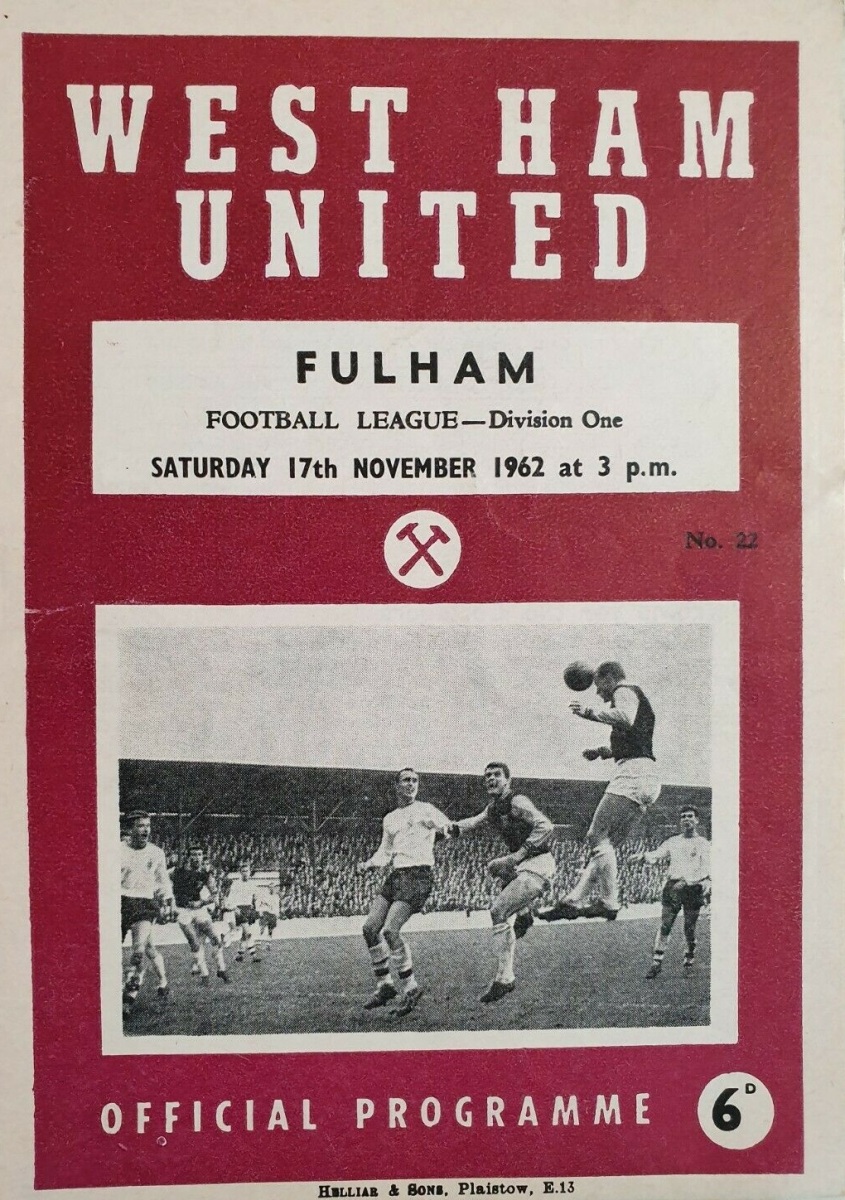 WEST HAM
UNITED
FULHAM
FOOTBALL LEAGUE—Division One
SATURDAY 17th NOVEMBER 1962 at 3 p.m.
No. 22
OFFICIAL PROGRAMME 6D
HELLIAR & SONS, Plaistow, E.13